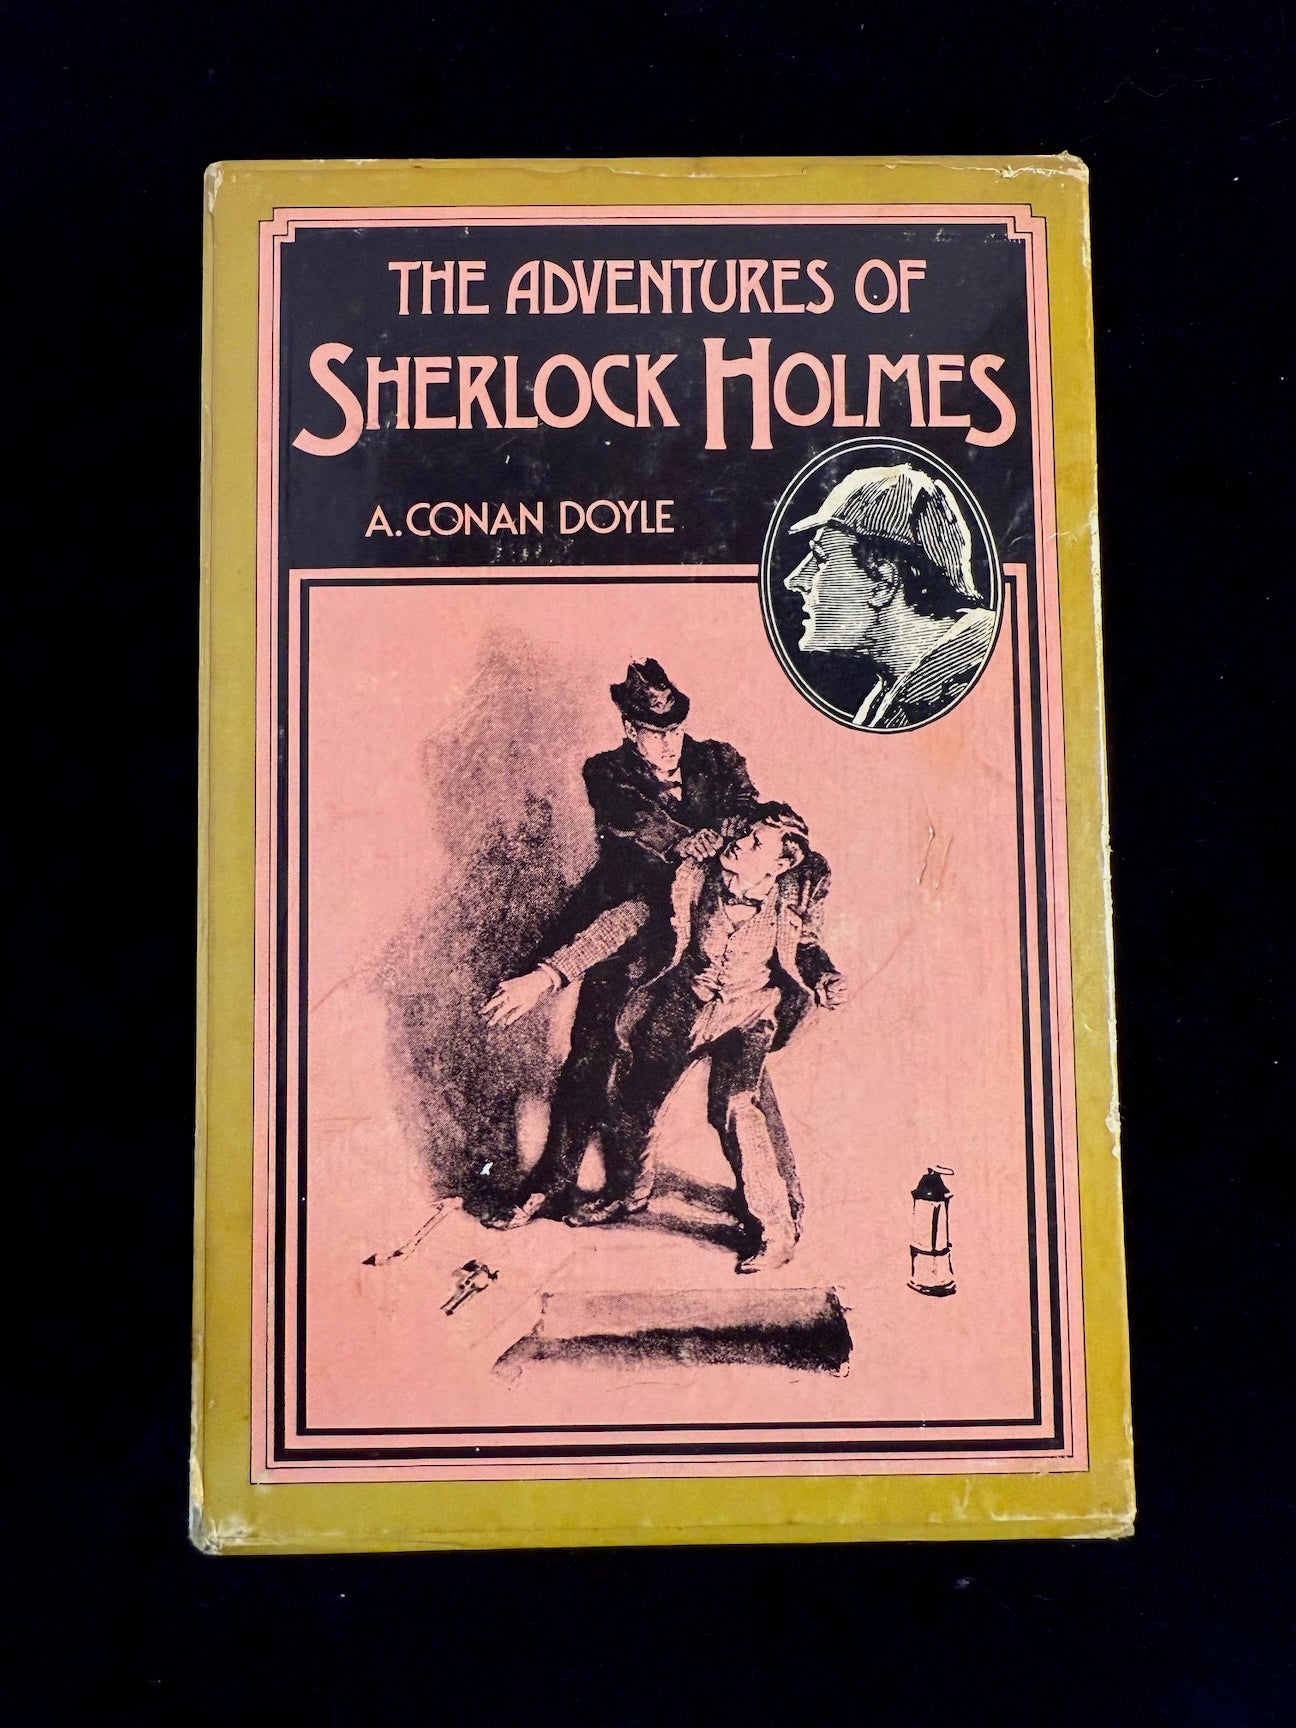 THE ADVENTURES OF
SHERLOCK HOLMES
A. CONAN DOYLE